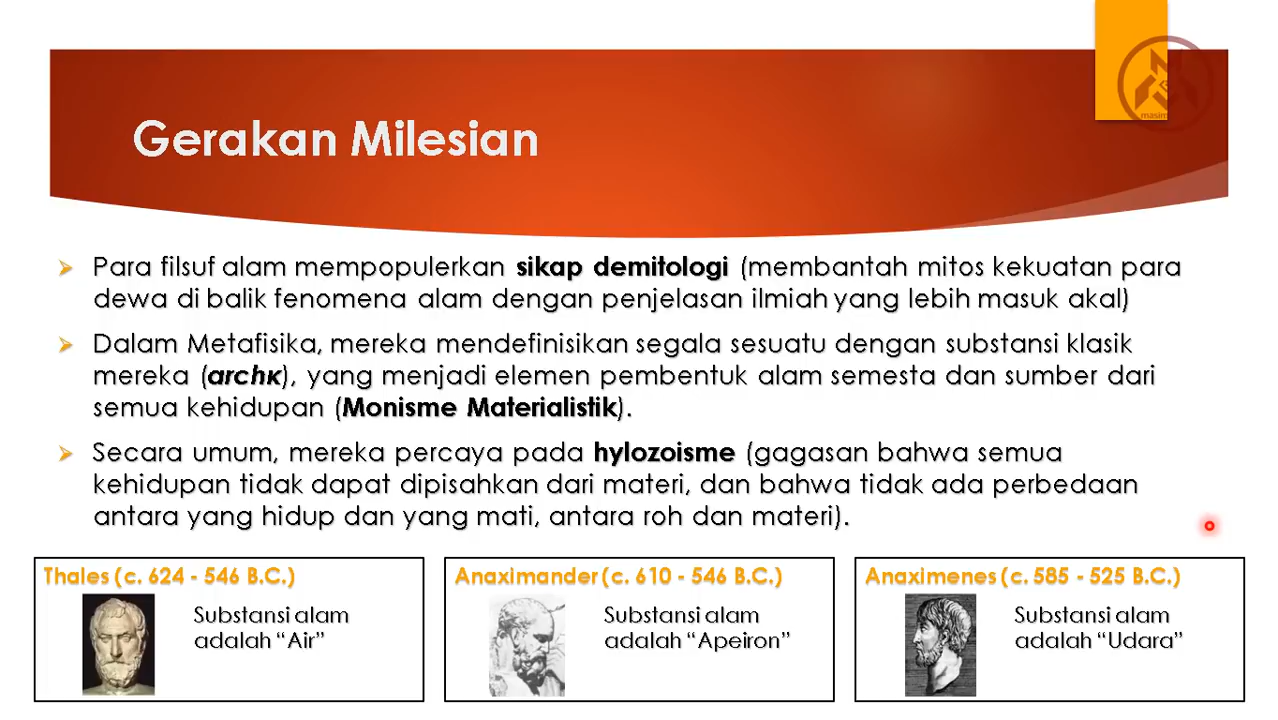 masim
Gerakan Milesian
Para filsuf alam mempopulerkan sikap demitologi (membantah mitos kekuatan para
dewa di balik fenomena alam dengan penjelasan ilmiah yang lebih masuk akal)
Dalam Metafisika, mereka mendefinisikan segala sesuatu dengan substansi klasik
mereka (archκ), yang menjadi elemen pembentuk alam semesta dan sumber dari
semua kehidupan (Monisme Materialistik).
Secara umum, mereka percaya pada hylozoisme (gagasan bahwa semua
kehidupan tidak dapat dipisahkan dari materi, dan bahwa tidak ada perbedaan
antara yang hidup dan yang mati, antara roh dan materi).
Thales (c. 624 - 546 B.C.)
Substansi alam
adalah “Air”
Anaximander (c. 610 - 546 B.C.)
Substansi alam
adalah “Apeiron”
Anaximenes (c. 585 - 525 B.C.)
Substansi alam
adalah “Udara”